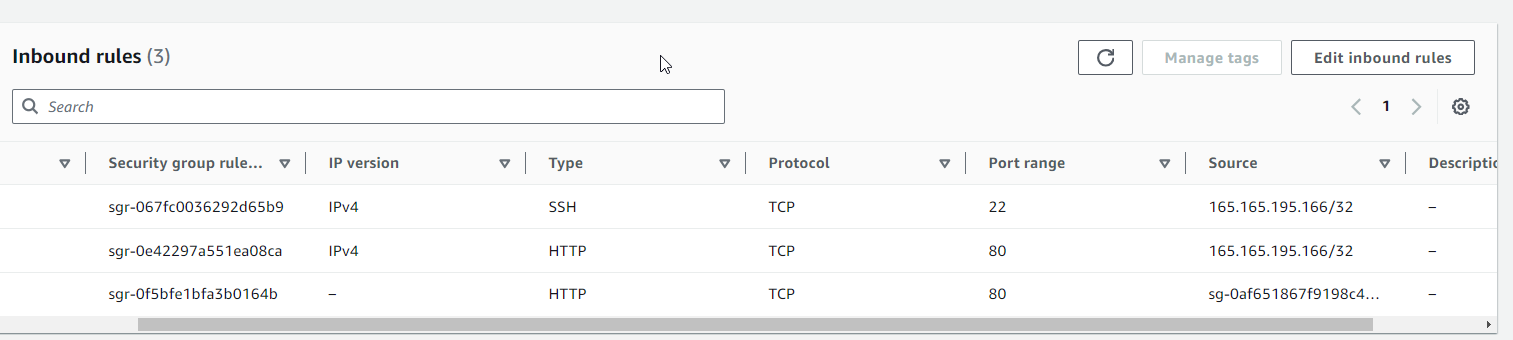 Inbound rules (3)
Manage tags
Edit inbound rules
Search
1
Security group rule... IP version Type Protocol Port range Source Descriptio
sgr-067fc0036292d65b9 IPv4 SSH TCP 22 165.165.195.166/32 –
sgr-0e42297a551ea08ca IPv4 HTTP TCP 80 165.165.195.166/32 –
sgr-0f5bfe1bfa3b0164b – HTTP TCP 80 sg-0af651867f9198c4... –